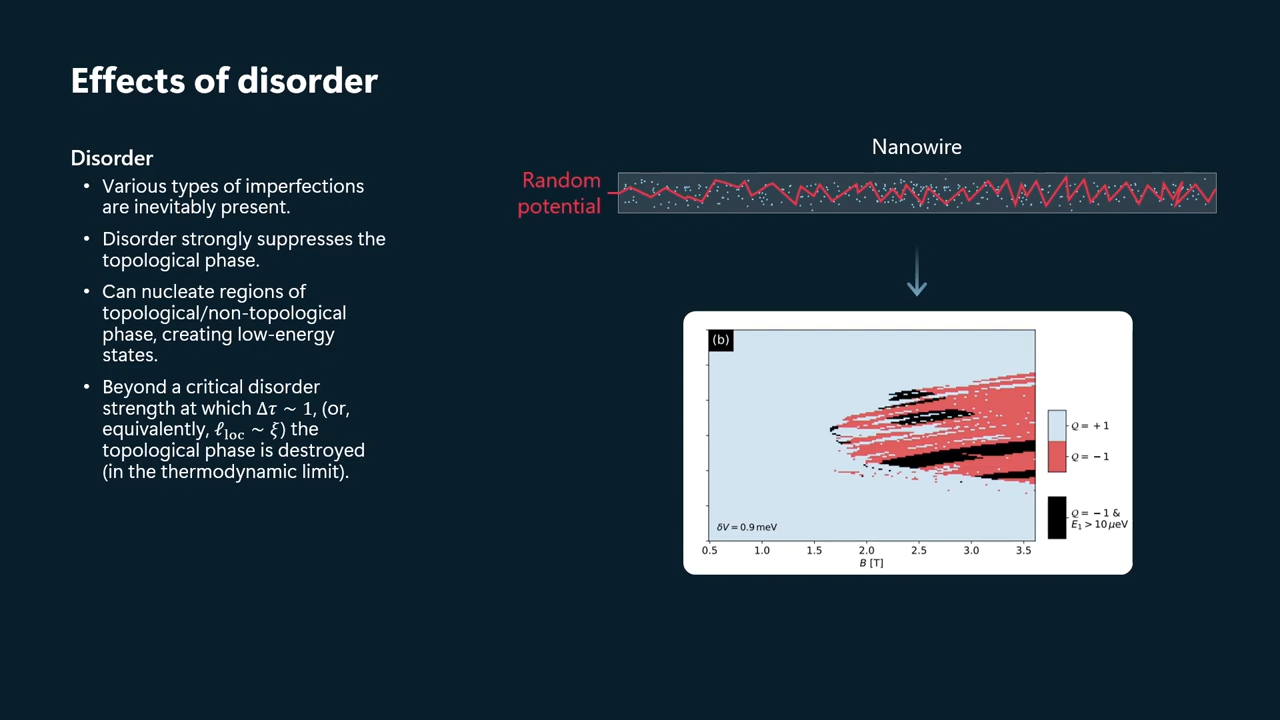 Effects of disorder
Disorder
• Various types of imperfections
are inevitably present.
• Disorder strongly suppresses the
topological phase.
• Can nucleate regions of
topological/non-topological
phase, creating low-energy
states.
• Beyond a critical disorder
strength at which Δτ ~ 1, (or,
equivalently, ℓ_loc ~ ξ) the
topological phase is destroyed
(in the thermodynamic limit).
Nanowire
Random
potential
(b)
δV = 0.9 meV
0.5 1.0 1.5 2.0 2.5 3.0 3.5
B [T]
𝒬 = +1
𝒬 = −1
𝒬 = −1 &
E₁ > 10 μeV